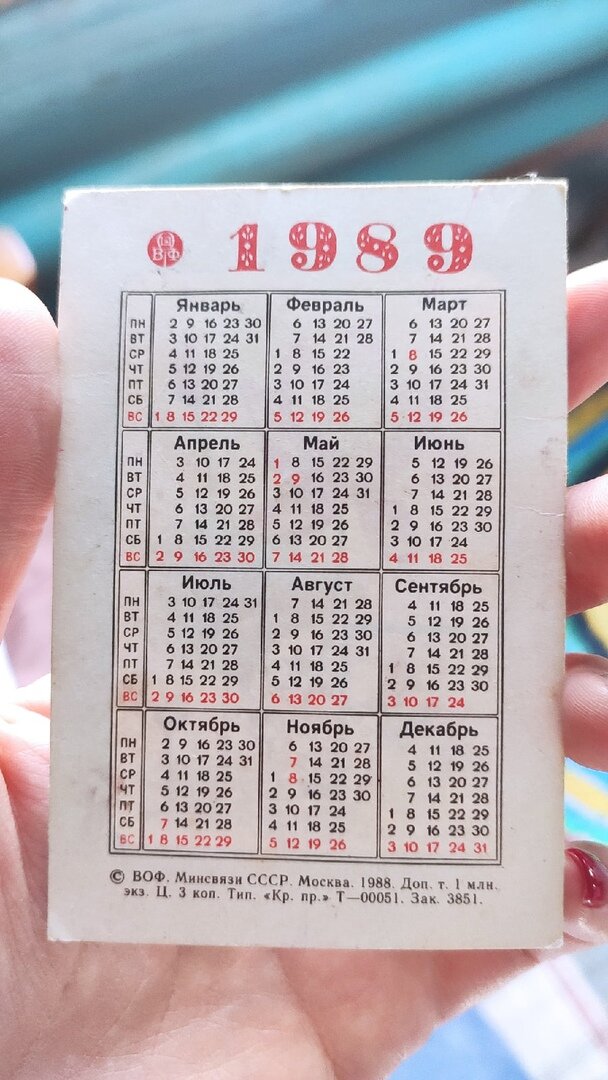 ВОФ 1989
Январь Февраль Март
ПН 2 9 16 23 30 6 13 20 27 6 13 20 27
ВТ 3 10 17 24 31 7 14 21 28 7 14 21 28
СР 4 11 18 25 1 8 15 22 1 8 15 22 29
ЧТ 5 12 19 26 2 9 16 23 2 9 16 23 30
ПТ 6 13 20 27 3 10 17 24 3 10 17 24 31
СБ 7 14 21 28 4 11 18 25 4 11 18 25
ВС 1 8 15 22 29 5 12 19 26 5 12 19 26
Апрель Май Июнь
ПН 3 10 17 24 1 8 15 22 29 5 12 19 26
ВТ 4 11 18 25 2 9 16 23 30 6 13 20 27
СР 5 12 19 26 3 10 17 24 31 7 14 21 28
ЧТ 6 13 20 27 4 11 18 25 1 8 15 22 29
ПТ 7 14 21 28 5 12 19 26 2 9 16 23 30
СБ 1 8 15 22 29 6 13 20 27 3 10 17 24
ВС 2 9 16 23 30 7 14 21 28 4 11 18 25
Июль Август Сентябрь
ПН 3 10 17 24 31 7 14 21 28 4 11 18 25
ВТ 4 11 18 25 1 8 15 22 29 5 12 19 26
СР 5 12 19 26 2 9 16 23 30 6 13 20 27
ЧТ 6 13 20 27 3 10 17 24 31 7 14 21 28
ПТ 7 14 21 28 4 11 18 25 1 8 15 22 29
СБ 1 8 15 22 29 5 12 19 26 2 9 16 23 30
ВС 2 9 16 23 30 6 13 20 27 3 10 17 24
Октябрь Ноябрь Декабрь
ПН 2 9 16 23 30 6 13 20 27 4 11 18 25
ВТ 3 10 17 24 31 7 14 21 28 5 12 19 26
СР 4 11 18 25 1 8 15 22 29 6 13 20 27
ЧТ 5 12 19 26 2 9 16 23 30 7 14 21 28
ПТ 6 13 20 27 3 10 17 24 1 8 15 22 29
СБ 7 14 21 28 4 11 18 25 2 9 16 23 30
ВС 1 8 15 22 29 5 12 19 26 3 10 17 24 31
© ВОФ. Минсвязи СССР. Москва. 1988. Доп. т. 1 млн.
экз. Ц. 3 коп. Тип. «Кр. пр.» Т—00051. Зак. 3851.